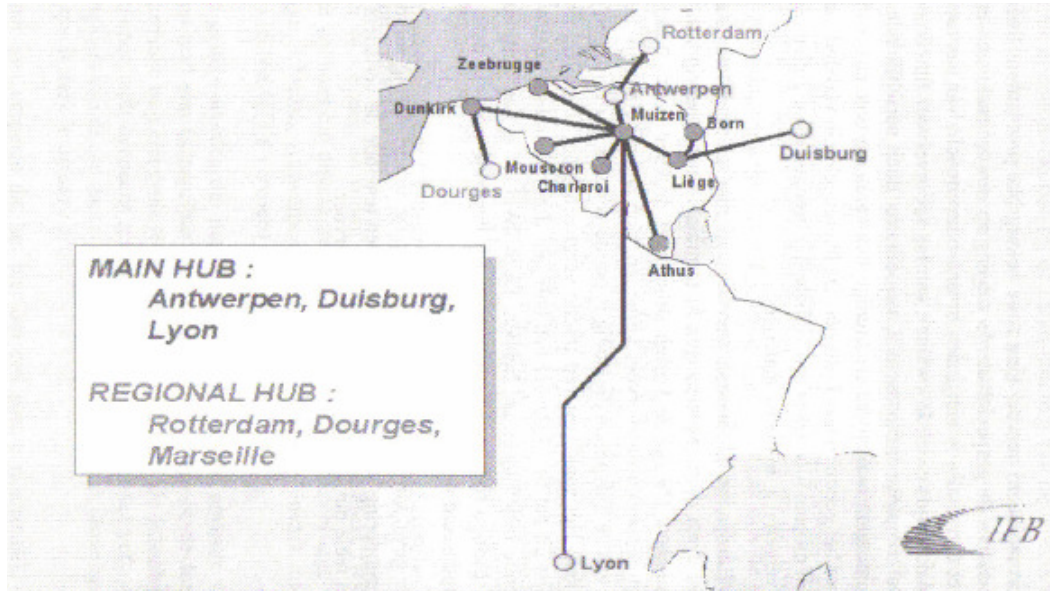 Rotterdam
Zeebrugge
Antwerpen
Dunkirk
Muizen
Born
Duisburg
Mouseron
Dourges
Charleroi
Liège
Athus
MAIN HUB :
Antwerpen, Duisburg,
Lyon
REGIONAL HUB :
Rotterdam, Dourges,
Marseille
IFB
Lyon